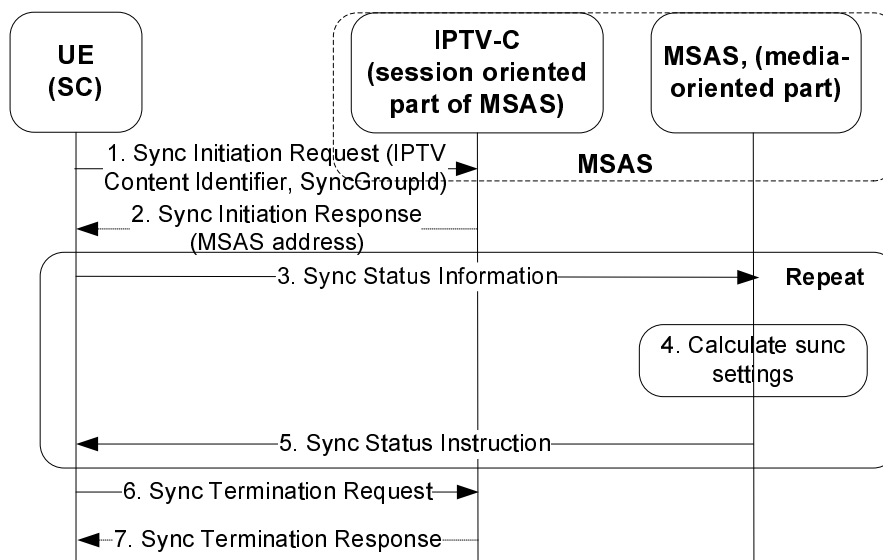 UE
(SC)
IPTV-C
(session oriented
part of MSAS)
MSAS, (media-
oriented part)
1. Sync Initiation Request (IPTV
Content Identifier, SyncGroupId)
MSAS
2. Sync Initiation Response
(MSAS address)
3. Sync Status Information
Repeat
4. Calculate sunc
settings
5. Sync Status Instruction
6. Sync Termination Request
7. Sync Termination Response